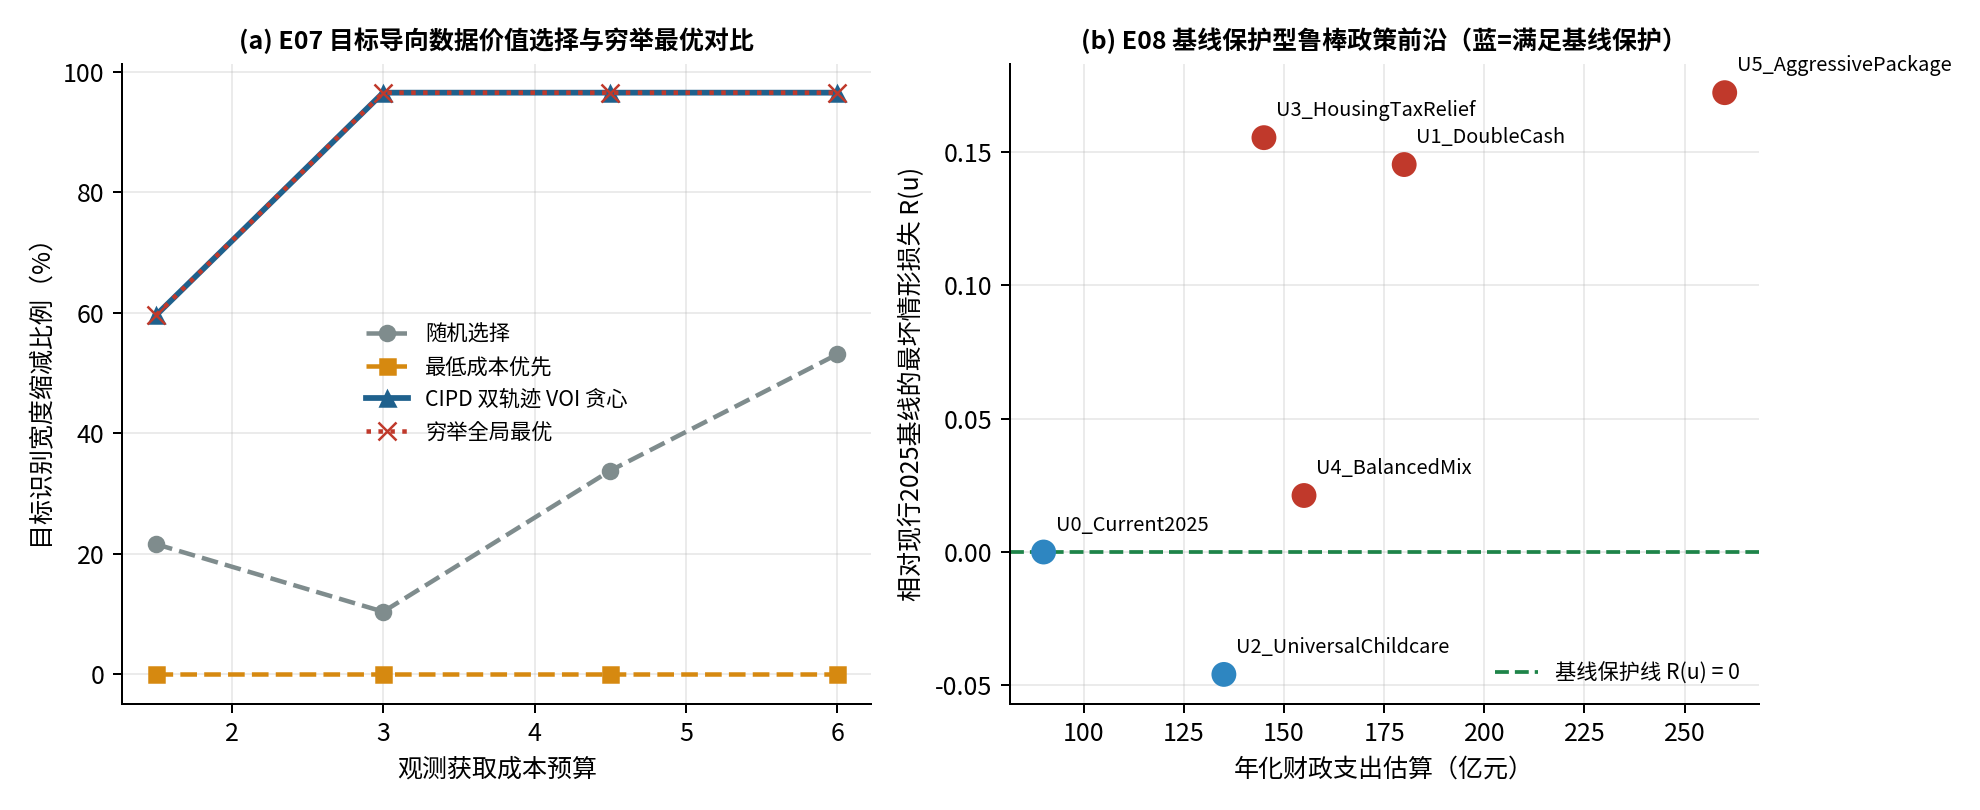 (a) E07 目标导向数据价值选择与穷举最优对比
目标识别宽度缩减比例（%）
100
80
60
40
20
0
随机选择
最低成本优先
CIPD 双轨迹 VOI 贪心
穷举全局最优
2
3
4
5
6
观测获取成本预算
(b) E08 基线保护型鲁棒政策前沿（蓝=满足基线保护）
相对现行2025基线的最坏情形损失 R(u)
0.15
0.10
0.05
0.00
-0.05
U5_AggressivePackage
U3_HousingTaxRelief
U1_DoubleCash
U4_BalancedMix
U0_Current2025
U2_UniversalChildcare
基线保护线 R(u) = 0
100
125
150
175
200
225
250
年化财政支出估算（亿元）